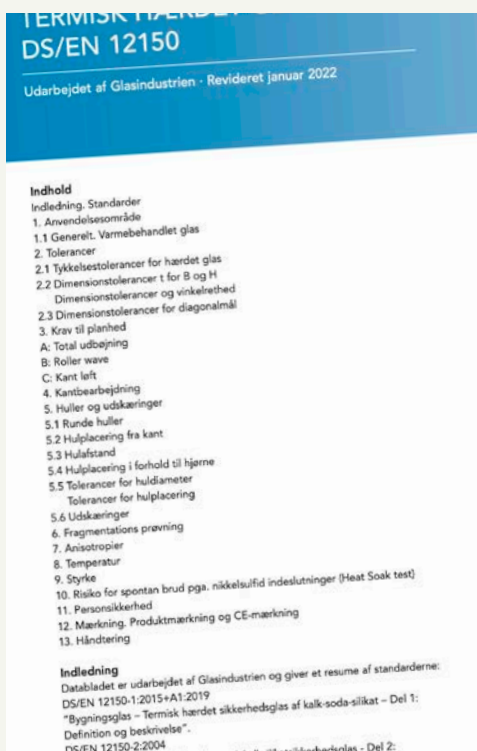 TERMISK HÆRDET
DS/EN 12150
Udarbejdet af Glasindustrien · Revideret januar 2022
Indhold
Indledning. Standarder
1. Anvendelsesområde
1.1 Generelt. Varmebehandlet glas
2. Tolerancer
2.1 Tykkelsestolerancer for hærdet glas
2.2 Dimensionstolerancer t for B og H
Dimensionstolerancer og vinkelrethed
2.3 Dimensionstolerancer for diagonalmål
3. Krav til planhed
A: Total udbøjning
B: Roller wave
C: Kant løft
4. Kantbearbejdning
5. Huller og udskæringer
5.1 Runde huller
5.2 Hulplacering fra kant
5.3 Hulafstand
5.4 Hulplacering i forhold til hjørne
5.5 Tolerancer for huldiameter
Tolerancer for hulplacering
5.6 Udskæringer
6. Fragmentations prøvning
7. Anisotropier
8. Temperatur
9. Styrke
10. Risiko for spontan brud pga. nikkelsulfid indeslutninger (Heat Soak test)
11. Personsikkerhed
12. Mærkning. Produktmærkning og CE-mærkning
13. Håndtering
Indledning
Databladet er udarbejdet af Glasindustrien og giver et resume af standarderne:
DS/EN 12150-1:2015+A1:2019
"Bygningsglas – Termisk hærdet sikkerhedsglas af kalk-soda-silikat – Del 1:
Definition og beskrivelse".
DS/EN 12150-2:2004
- Del 2: